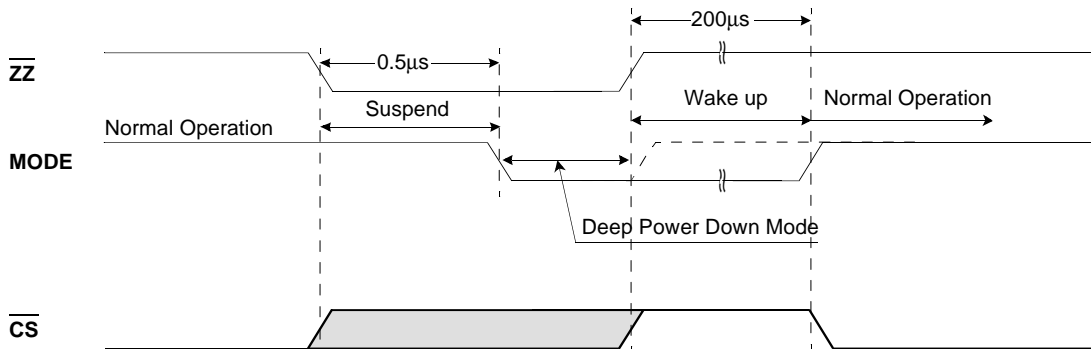 200μs
ZZ
0.5μs
Suspend
Wake up
Normal Operation
Normal Operation
MODE
Deep Power Down Mode
CS